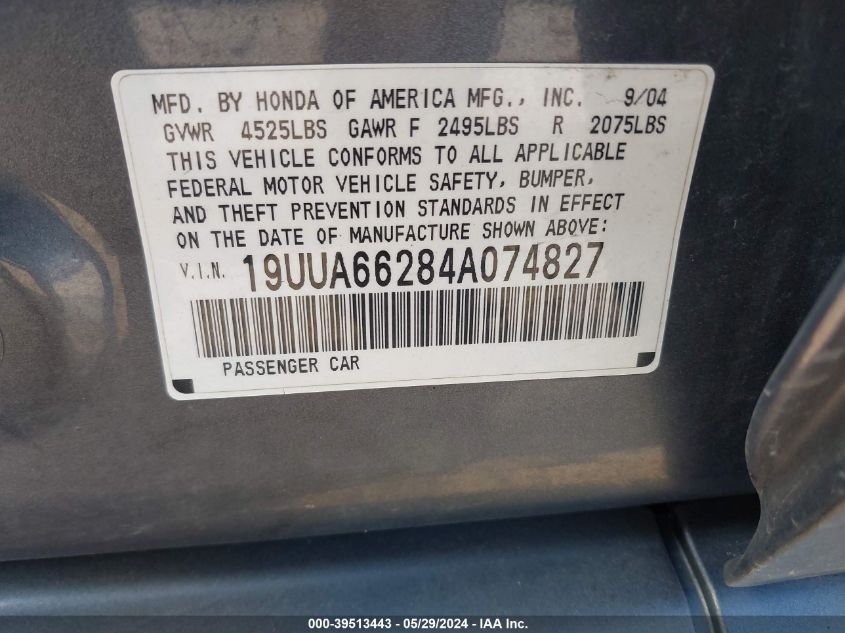 MFD. BY HONDA OF AMERICA MFG., INC. 9/04
GVWR 4525LBS GAWR F 2495LBS R 2075LBS
THIS VEHICLE CONFORMS TO ALL APPLICABLE
FEDERAL MOTOR VEHICLE SAFETY, BUMPER,
AND THEFT PREVENTION STANDARDS IN EFFECT
ON THE DATE OF MANUFACTURE SHOWN ABOVE:
V.I.N. 19UUA66284A074827
PASSENGER CAR
000-39513443 - 05/29/2024 - IAA Inc.